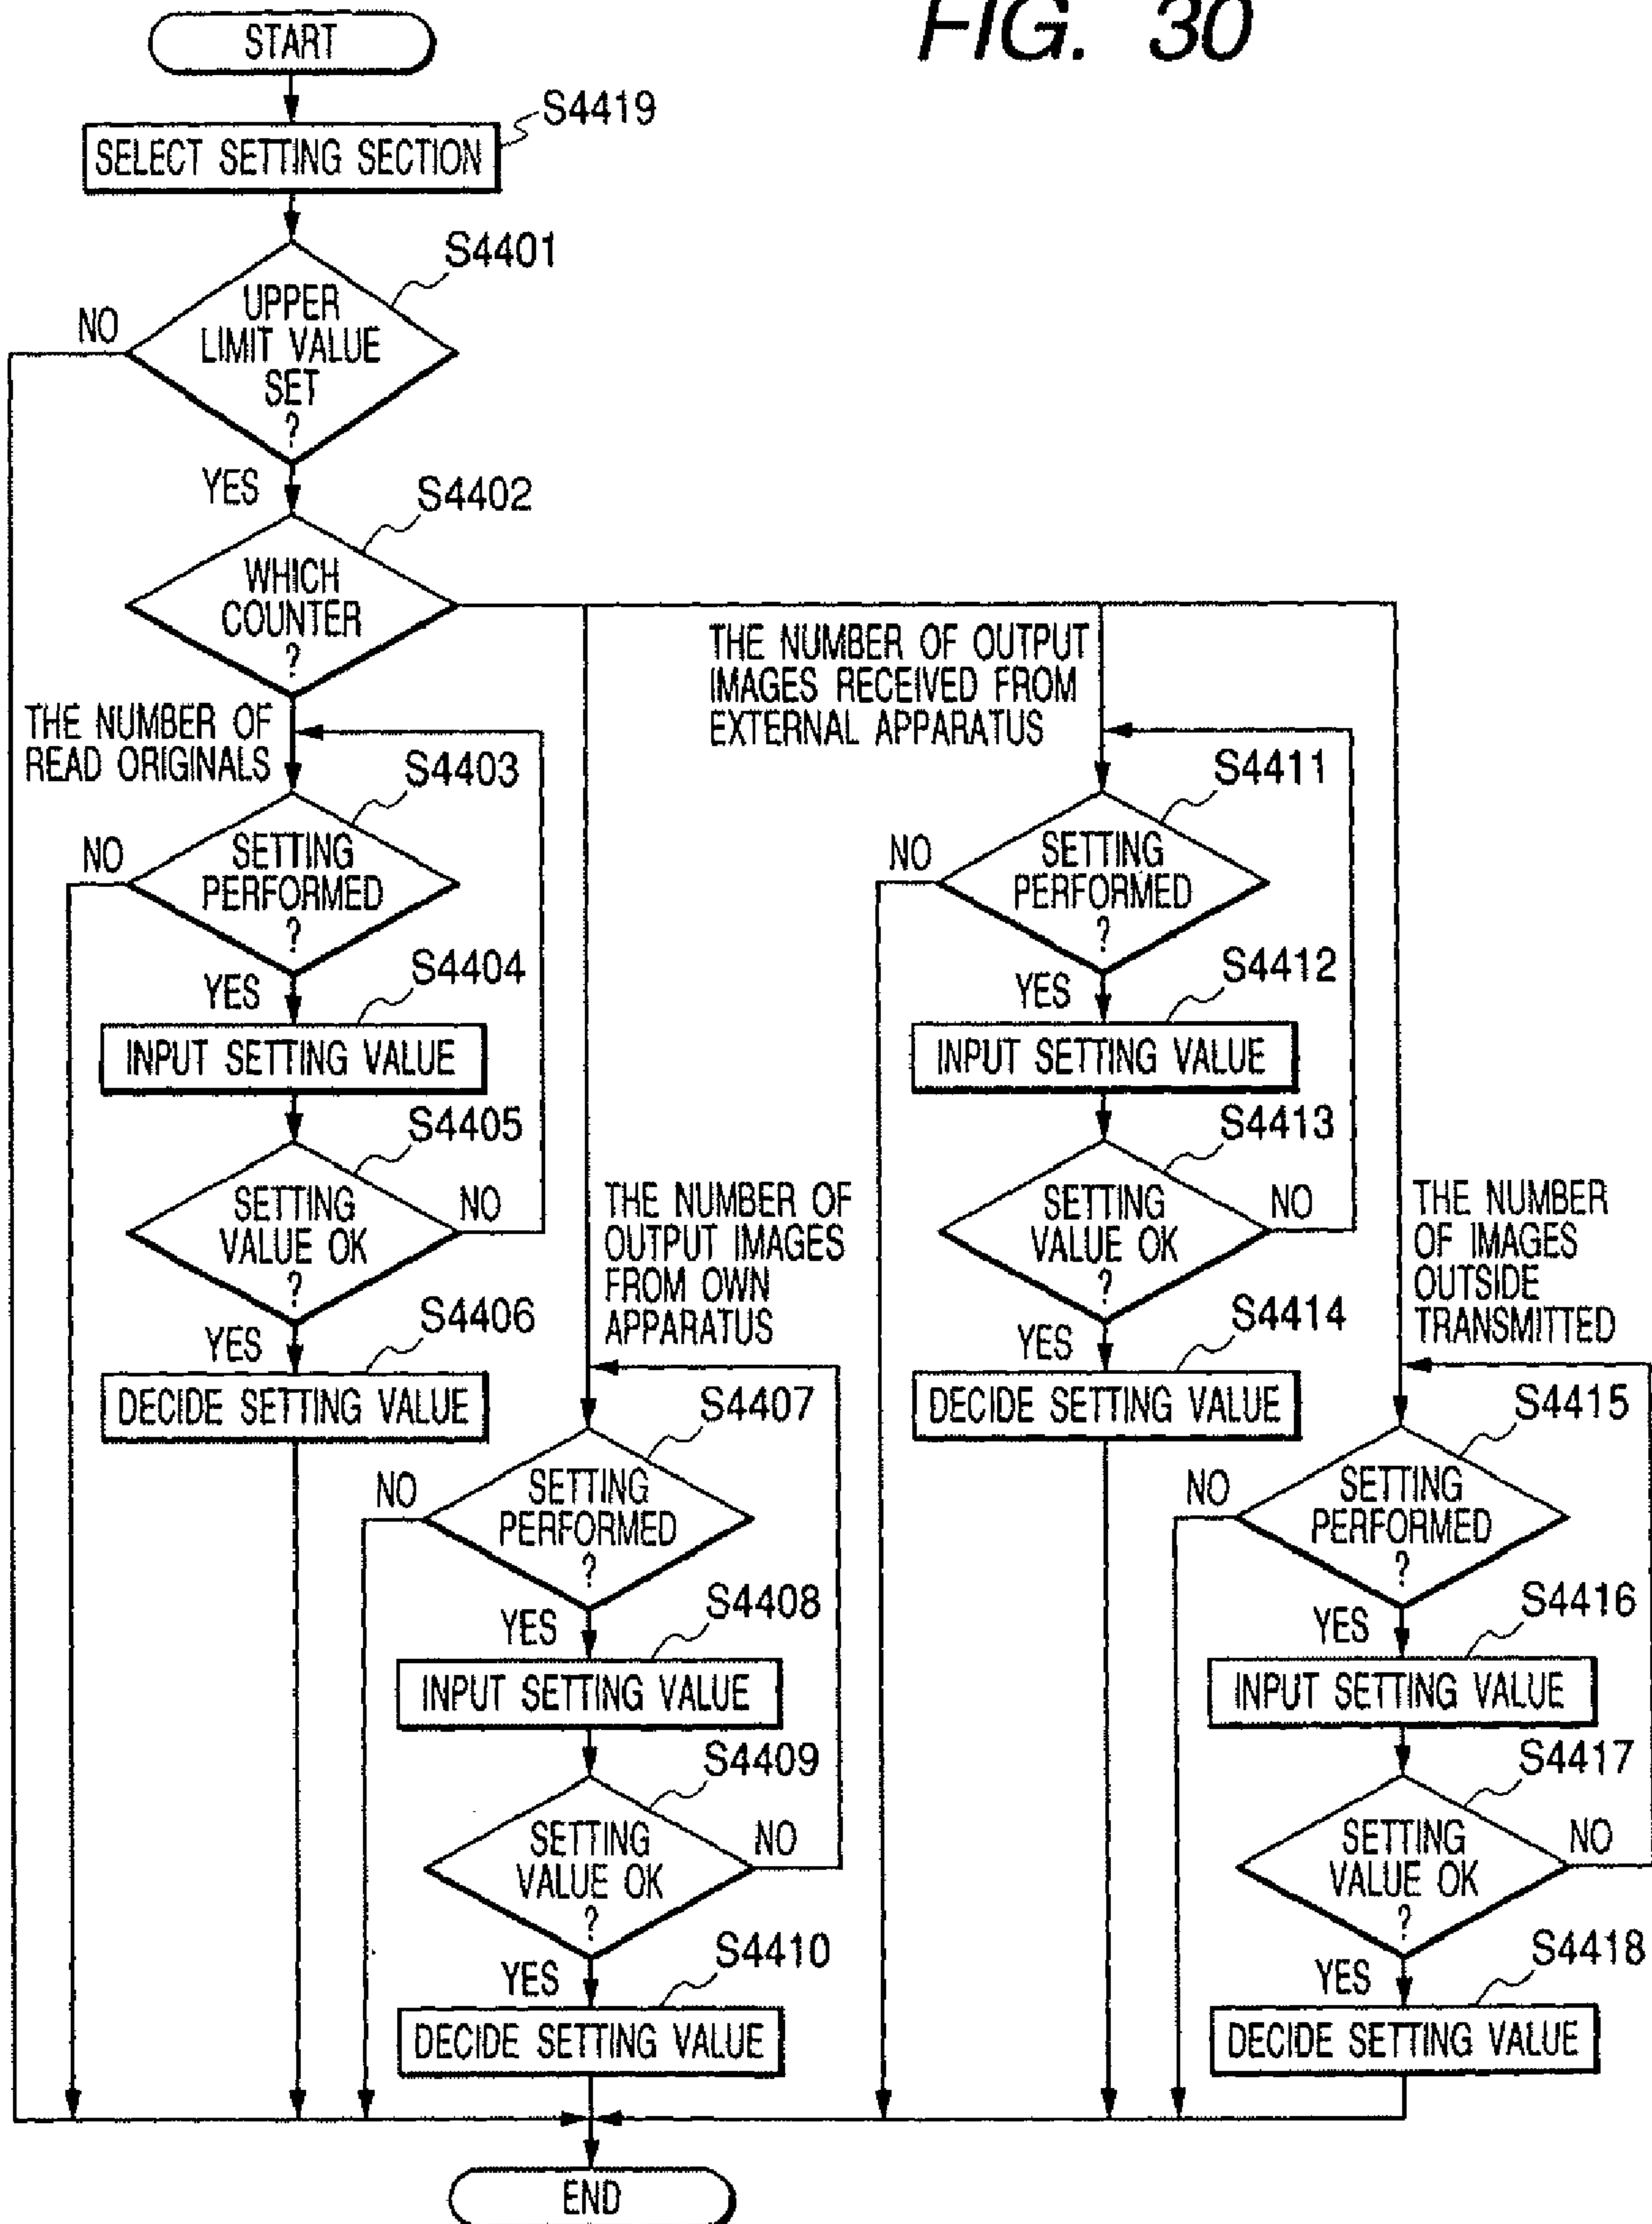 FIG. 30
START
S4419
SELECT SETTING SECTION
S4401
UPPER
LIMIT VALUE
SET
?
NO
YES
S4402
WHICH
COUNTER
?
THE NUMBER OF
READ ORIGINALS
S4403
SETTING
PERFORMED
?
NO
YES
S4404
INPUT SETTING VALUE
S4405
SETTING
VALUE OK
?
NO
YES
S4406
DECIDE SETTING VALUE
THE NUMBER OF
OUTPUT IMAGES
FROM OWN
APPARATUS
S4407
SETTING
PERFORMED
?
NO
YES
S4408
INPUT SETTING VALUE
S4409
SETTING
VALUE OK
?
NO
YES
S4410
DECIDE SETTING VALUE
THE NUMBER OF OUTPUT
IMAGES RECEIVED FROM
EXTERNAL APPARATUS
S4411
SETTING
PERFORMED
?
NO
YES
S4412
INPUT SETTING VALUE
S4413
SETTING
VALUE OK
?
NO
YES
S4414
DECIDE SETTING VALUE
THE NUMBER
OF IMAGES
OUTSIDE
TRANSMITTED
S4415
SETTING
PERFORMED
?
NO
YES
S4416
INPUT SETTING VALUE
S4417
SETTING
VALUE OK
?
NO
YES
S4418
DECIDE SETTING VALUE
END